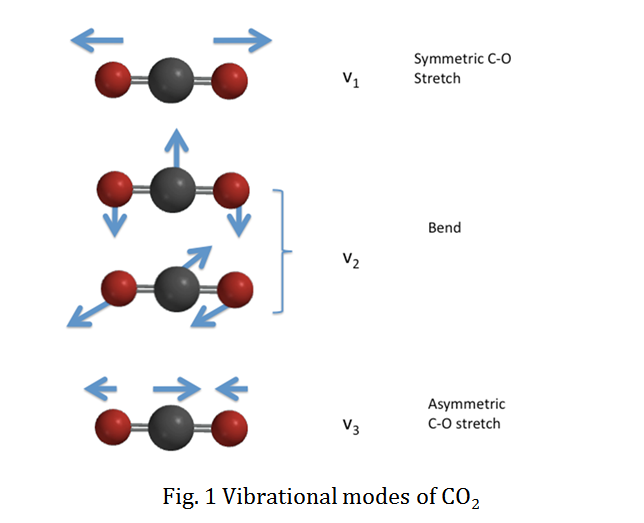 v₁
Symmetric C-O
Stretch
v₂
Bend
v₃
Asymmetric
C-O stretch
Fig. 1 Vibrational modes of CO₂